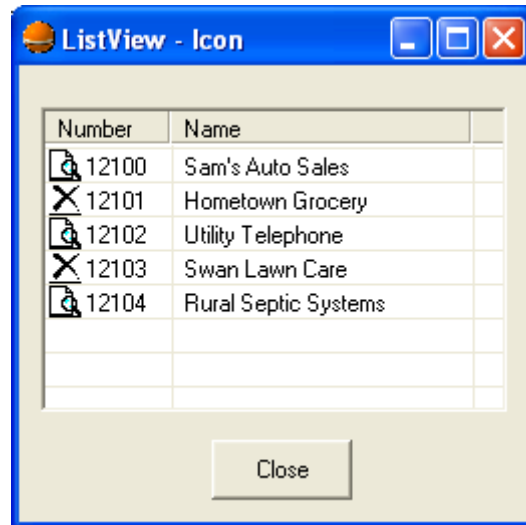 ListView - Icon
Number Name
12100 Sam's Auto Sales
12101 Hometown Grocery
12102 Utility Telephone
12103 Swan Lawn Care
12104 Rural Septic Systems
Close